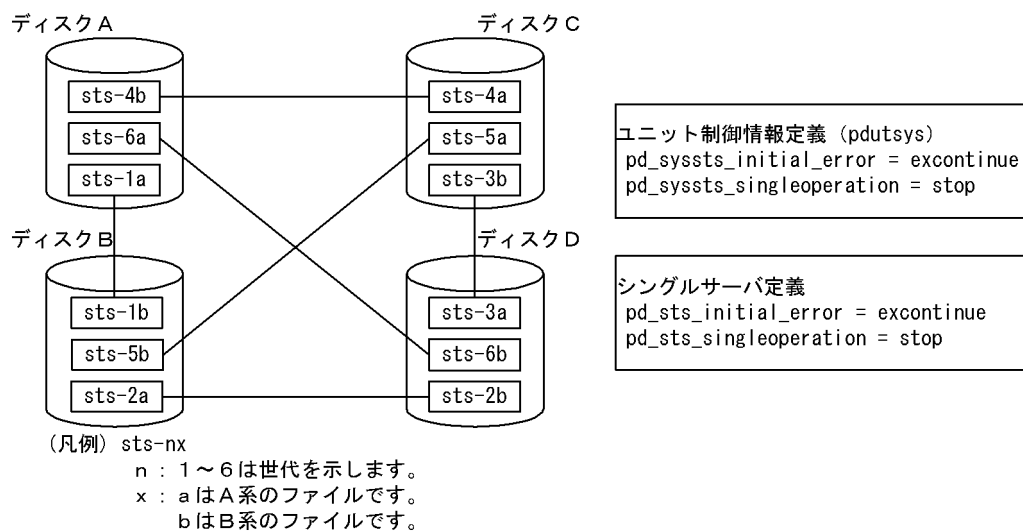 ディスクA
sts-4b
sts-6a
sts-1a
ディスクB
sts-1b
sts-5b
sts-2a
ディスクC
sts-4a
sts-5a
sts-3b
ディスクD
sts-3a
sts-6b
sts-2b
ユニット制御情報定義(pdutsys)
pd_syssts_initial_error = excontinue
pd_syssts_singleoperation = stop
シングルサーバ定義
pd_sts_initial_error = excontinue
pd_sts_singleoperation = stop
(凡例) sts-nx
n:1~6は世代を示します。
x:aはA系のファイルです。
bはB系のファイルです。